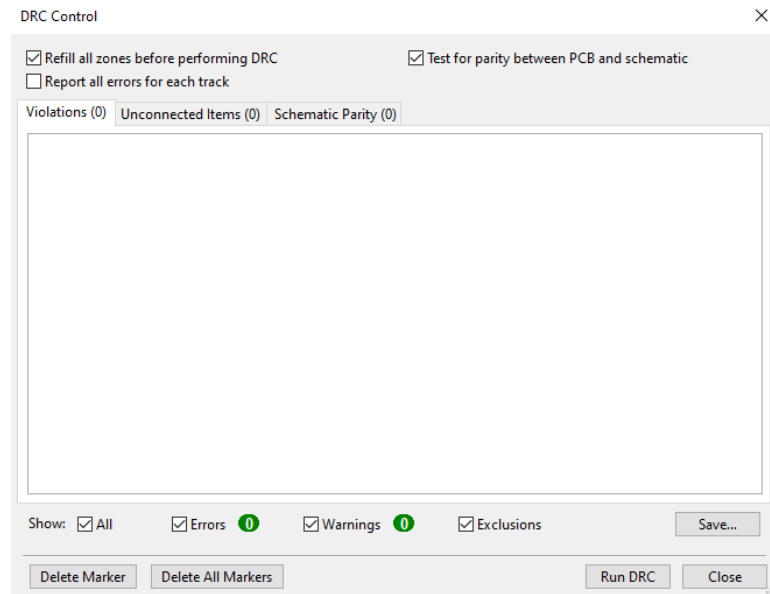 DRC Control
Refill all zones before performing DRC
Test for parity between PCB and schematic
Report all errors for each track
Violations (0) Unconnected Items (0) Schematic Parity (0)
Show: All Errors 0 Warnings 0 Exclusions Save...
Delete Marker Delete All Markers Run DRC Close